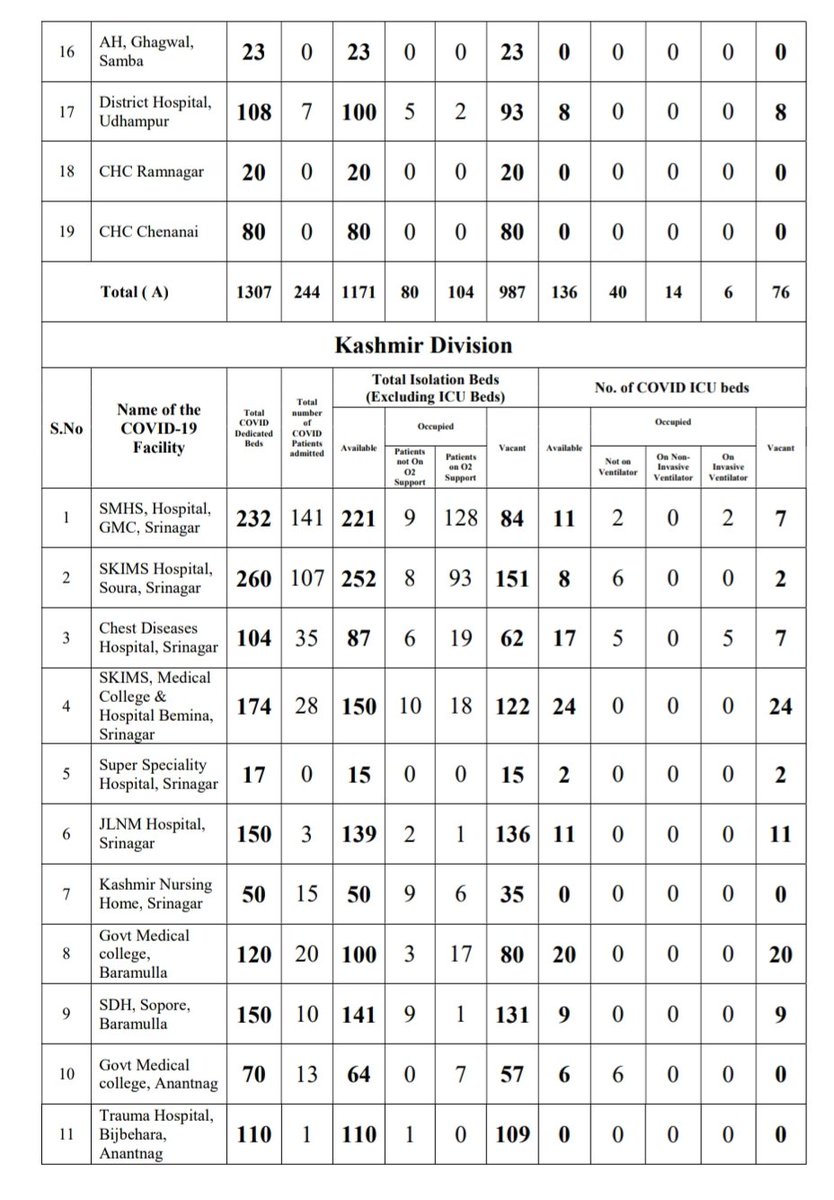 16 AH, Ghagwal, Samba 23 0 23 0 0 23 0 0 0 0 0
17 District Hospital, Udhampur 108 7 100 5 2 93 8 0 0 0 8
18 CHC Ramnagar 20 0 20 0 0 20 0 0 0 0 0
19 CHC Chenanai 80 0 80 0 0 80 0 0 0 0 0
Total ( A) 1307 244 1171 80 104 987 136 40 14 6 76
Kashmir Division
S.No Name of the COVID-19 Facility Total COVID Dedicated Beds Total number of COVID Patients admitted Total Isolation Beds (Excluding ICU Beds) No. of COVID ICU beds
Available Occupied Vacant Available Occupied Vacant
Patients not On O2 Support Patients on O2 Support Not on Ventilator On Non-Invasive Ventilator On Invasive Ventilator
1 SMHS, Hospital, GMC, Srinagar 232 141 221 9 128 84 11 2 0 2 7
2 SKIMS Hospital, Soura, Srinagar 260 107 252 8 93 151 8 6 0 0 2
3 Chest Diseases Hospital, Srinagar 104 35 87 6 19 62 17 5 0 5 7
4 SKIMS, Medical College & Hospital Bemina, Srinagar 174 28 150 10 18 122 24 0 0 0 24
5 Super Speciality Hospital, Srinagar 17 0 15 0 0 15 2 0 0 0 2
6 JLNM Hospital, Srinagar 150 3 139 2 1 136 11 0 0 0 11
7 Kashmir Nursing Home, Srinagar 50 15 50 9 6 35 0 0 0 0 0
8 Govt Medical college, Baramulla 120 20 100 3 17 80 20 0 0 0 20
9 SDH, Sopore, Baramulla 150 10 141 9 1 131 9 0 0 0 9
10 Govt Medical college, Anantnag 70 13 64 0 7 57 6 6 0 0 0
11 Trauma Hospital, Bijbehara, Anantnag 110 1 110 1 0 109 0 0 0 0 0